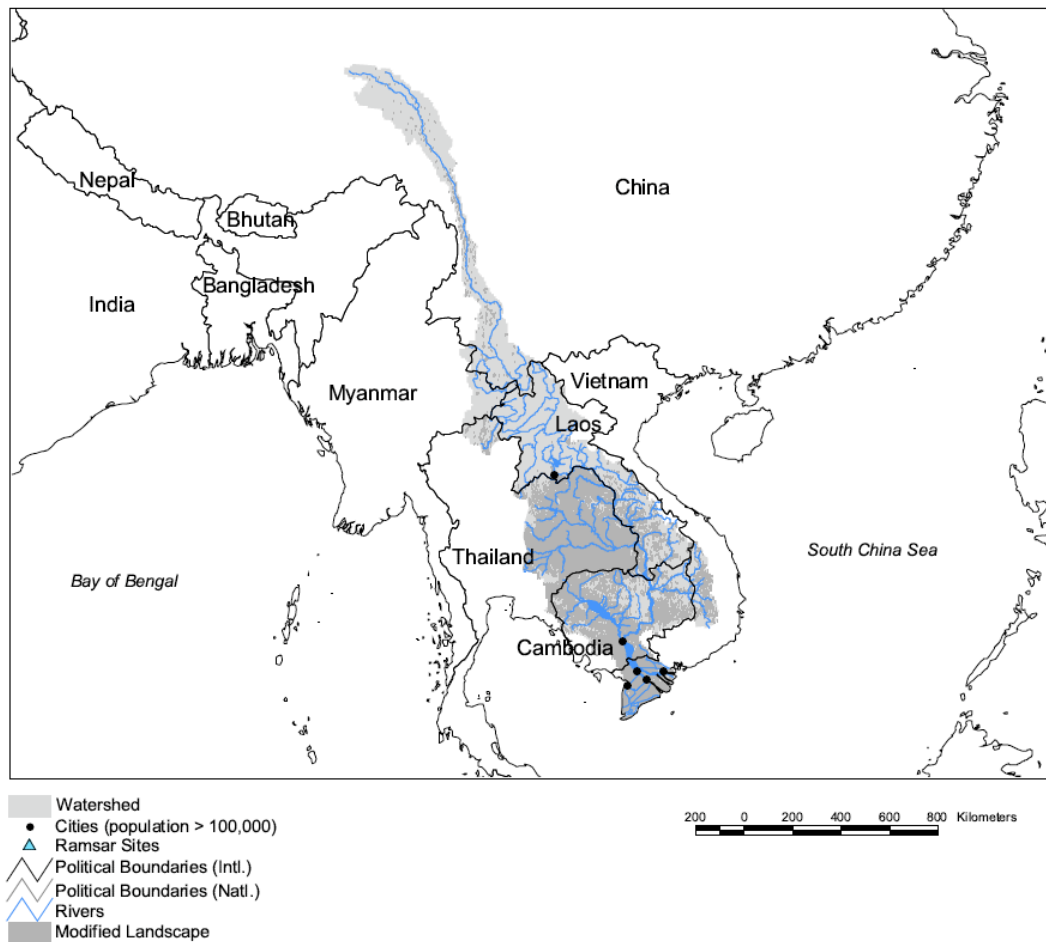 China
Nepal
Bhutan
Bangladesh
India
Vietnam
Myanmar
Laos
South China Sea
Thailand
Bay of Bengal
Cambodia
Watershed
Cities (population > 100,000)
Ramsar Sites
Political Boundaries (Intl.)
Political Boundaries (Natl.)
Rivers
Modified Landscape
200 0 200 400 600 800 Kilometers